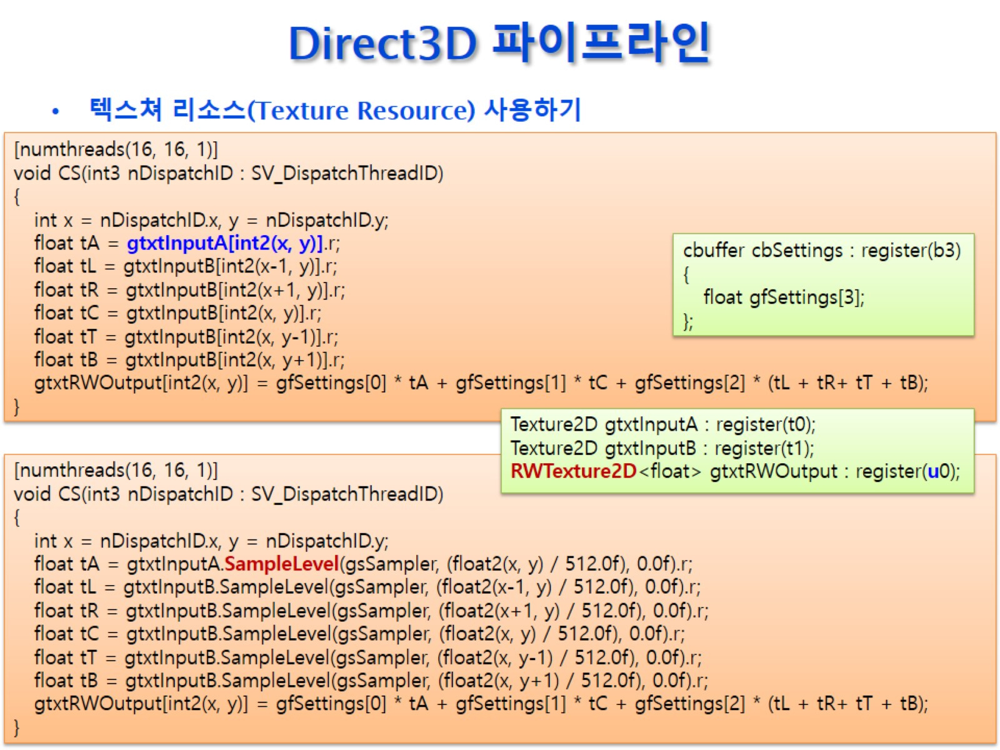 Direct3D 파이프라인
• 텍스쳐 리소스(Texture Resource) 사용하기
[numthreads(16, 16, 1)]
void CS(int3 nDispatchID : SV_DispatchThreadID)
{
int x = nDispatchID.x, y = nDispatchID.y;
float tA = gtxtInputA[int2(x, y)].r;
float tL = gtxtInputB[int2(x-1, y)].r;
float tR = gtxtInputB[int2(x+1, y)].r;
float tC = gtxtInputB[int2(x, y)].r;
float tT = gtxtInputB[int2(x, y-1)].r;
float tB = gtxtInputB[int2(x, y+1)].r;
gtxtRWOutput[int2(x, y)] = gfSettings[0] * tA + gfSettings[1] * tC + gfSettings[2] * (tL + tR+ tT + tB);
}
cbuffer cbSettings : register(b3)
{
float gfSettings[3];
};
Texture2D gtxtInputA : register(t0);
Texture2D gtxtInputB : register(t1);
RWTexture2D<float> gtxtRWOutput : register(u0);
[numthreads(16, 16, 1)]
void CS(int3 nDispatchID : SV_DispatchThreadID)
{
int x = nDispatchID.x, y = nDispatchID.y;
float tA = gtxtInputA.SampleLevel(gsSampler, (float2(x, y) / 512.0f), 0.0f).r;
float tL = gtxtInputB.SampleLevel(gsSampler, (float2(x-1, y) / 512.0f), 0.0f).r;
float tR = gtxtInputB.SampleLevel(gsSampler, (float2(x+1, y) / 512.0f), 0.0f).r;
float tC = gtxtInputB.SampleLevel(gsSampler, (float2(x, y) / 512.0f), 0.0f).r;
float tT = gtxtInputB.SampleLevel(gsSampler, (float2(x, y-1) / 512.0f), 0.0f).r;
float tB = gtxtInputB.SampleLevel(gsSampler, (float2(x, y+1) / 512.0f), 0.0f).r;
gtxtRWOutput[int2(x, y)] = gfSettings[0] * tA + gfSettings[1] * tC + gfSettings[2] * (tL + tR+ tT + tB);
}